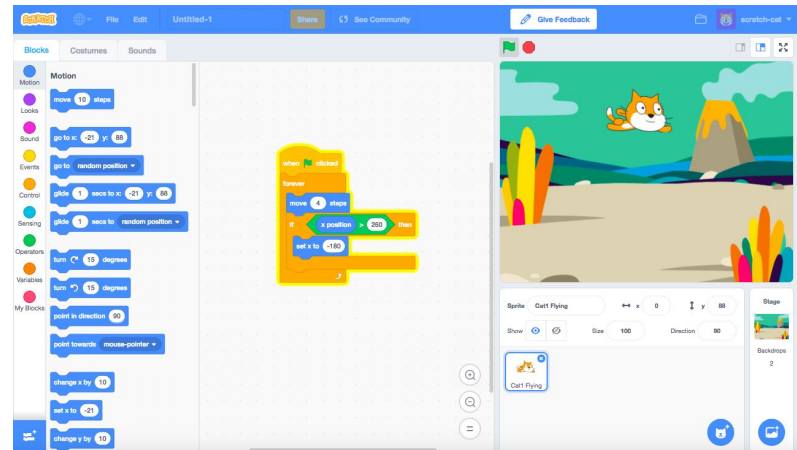 SCRATCH File Edit Untitled-1 Share See Community Give Feedback scratch-cat
Blocks Costumes Sounds
Motion
Looks
Sound
Events
Control
Sensing
Operators
Variables
My Blocks
Motion
move 10 steps
go to x: -21 y: 88
go to random position
glide 1 secs to x: -21 y: 88
glide 1 secs to random position
turn 15 degrees
turn 15 degrees
point in direction 90
point towards mouse-pointer
change x by 10
set x to -21
change y by 10
when clicked
forever
move 4 steps
if x position > 260 then
set x to -180
Sprite Cat1 Flying x 0 y 88
Show Size 100 Direction 90
Cat1 Flying
Stage
Backdrops
2